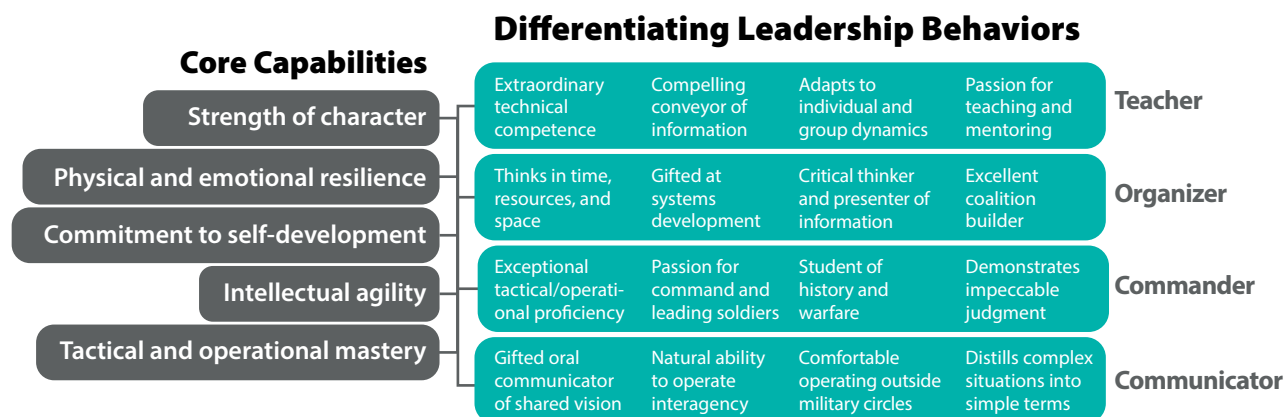 Differentiating Leadership Behaviors
Core Capabilities
Strength of character
Physical and emotional resilience
Commitment to self-development
Intellectual agility
Tactical and operational mastery
Extraordinary
technical
competence
Compelling
conveyor of
information
Adapts to
individual and
group dynamics
Passion for
teaching and
mentoring
Teacher
Thinks in time,
resources, and
space
Gifted at
systems
development
Critical thinker
and presenter of
information
Excellent
coalition
builder
Organizer
Exceptional
tactical/operati-
onal proficiency
Passion for
command and
leading soldiers
Student of
history and
warfare
Demonstrates
impeccable
judgment
Commander
Gifted oral
communicator
of shared vision
Natural ability
to operate
interagency
Comfortable
operating outside
military circles
Distills complex
situations into
simple terms
Communicator